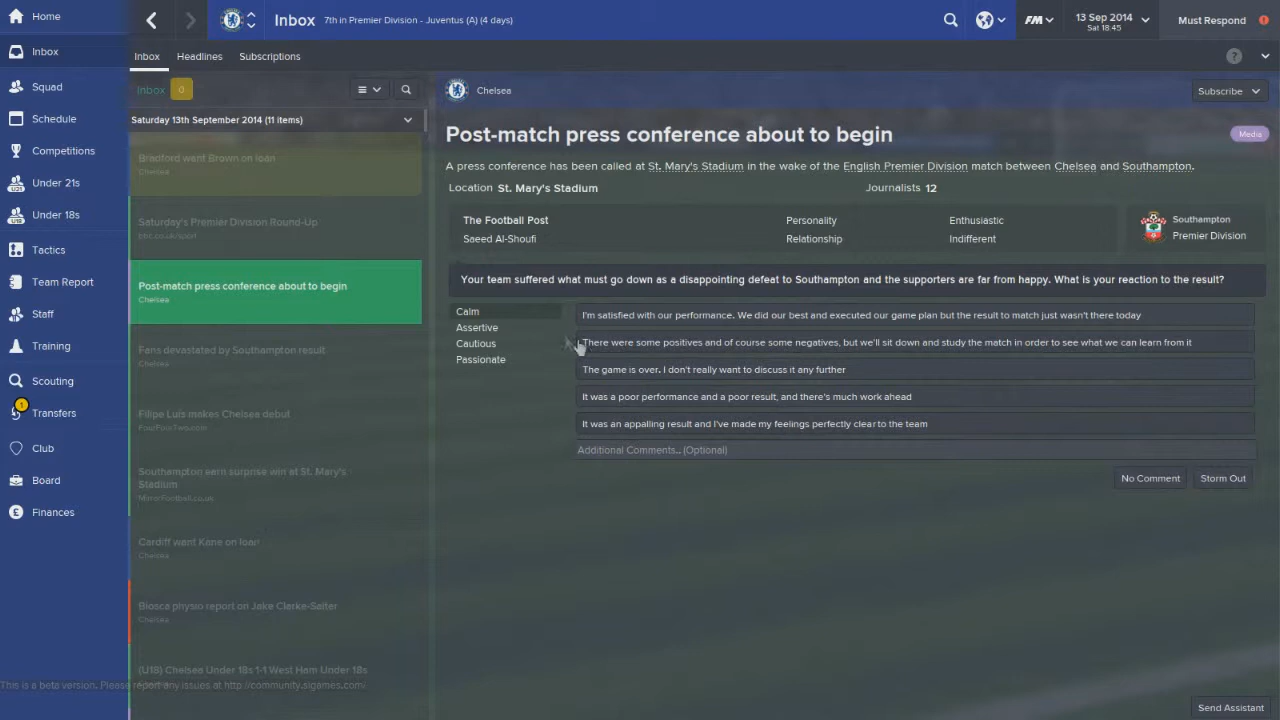 Home
Inbox
7th in Premier Division - Juventus (A) (4 days)
FM
13 Sep 2014
Sat 18:45
Must Respond
Inbox
Squad
Schedule
Competitions
Under 21s
Under 18s
Tactics
Team Report
Staff
Training
Scouting
1
Transfers
Club
Board
Finances
Inbox
Headlines
Subscriptions
?
Inbox
0
Saturday 13th September 2014 (11 items)
Bradford want Brown on loan
Chelsea
Saturday's Premier Division Round-Up
bbc.co.uk/sport
Post-match press conference about to begin
Chelsea
Fans devastated by Southampton result
Chelsea
Filipe Luís makes Chelsea debut
FourFourTwo.com
Southampton earn surprise win at St. Mary's
Stadium
MirrorFootball.co.uk
Cardiff want Kane on loan
Chelsea
Biosca physio report on Jake Clarke-Salter
Chelsea
(U18) Chelsea Under 18s 1-1 West Ham Under 18s
This is a beta version. Please report any issues at http://community.sigames.com/
Chelsea
Subscribe
Post-match press conference about to begin
Media
A press conference has been called at St. Mary's Stadium in the wake of the English Premier Division match between Chelsea and Southampton.
Location St. Mary's Stadium
Journalists 12
The Football Post
Personality
Enthusiastic
Saeed Al-Shoufi
Relationship
Indifferent
Southampton
Premier Division
Your team suffered what must go down as a disappointing defeat to Southampton and the supporters are far from happy. What is your reaction to the result?
Calm
Assertive
Cautious
Passionate
I'm satisfied with our performance. We did our best and executed our game plan but the result to match just wasn't there today
There were some positives and of course some negatives, but we'll sit down and study the match in order to see what we can learn from it
The game is over. I don't really want to discuss it any further
It was a poor performance and a poor result, and there's much work ahead
It was an appalling result and I've made my feelings perfectly clear to the team
Additional Comments.. (Optional)
No Comment
Storm Out
Send Assistant